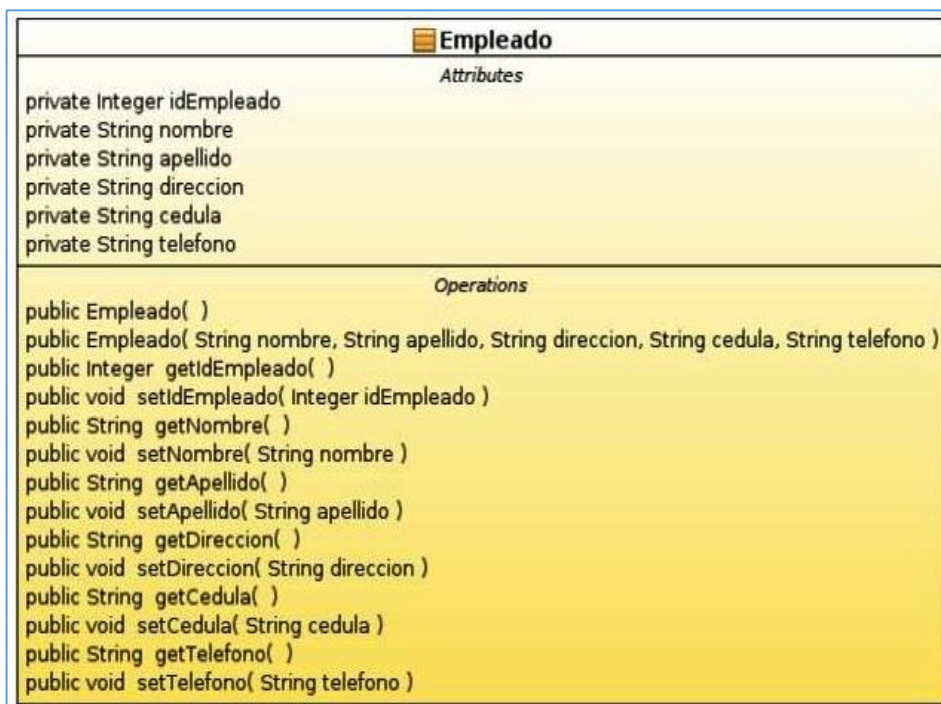 Empleado
Attributes
private Integer idEmpleado
private String nombre
private String apellido
private String direccion
private String cedula
private String telefono
Operations
public Empleado( )
public Empleado( String nombre, String apellido, String direccion, String cedula, String telefono )
public Integer getIdEmpleado( )
public void setIdEmpleado( Integer idEmpleado )
public String getNombre( )
public void setNombre( String nombre )
public String getApellido( )
public void setApellido( String apellido )
public String getDireccion( )
public void setDireccion( String direccion )
public String getCedula( )
public void setCedula( String cedula )
public String getTelefono( )
public void setTelefono( String telefono )